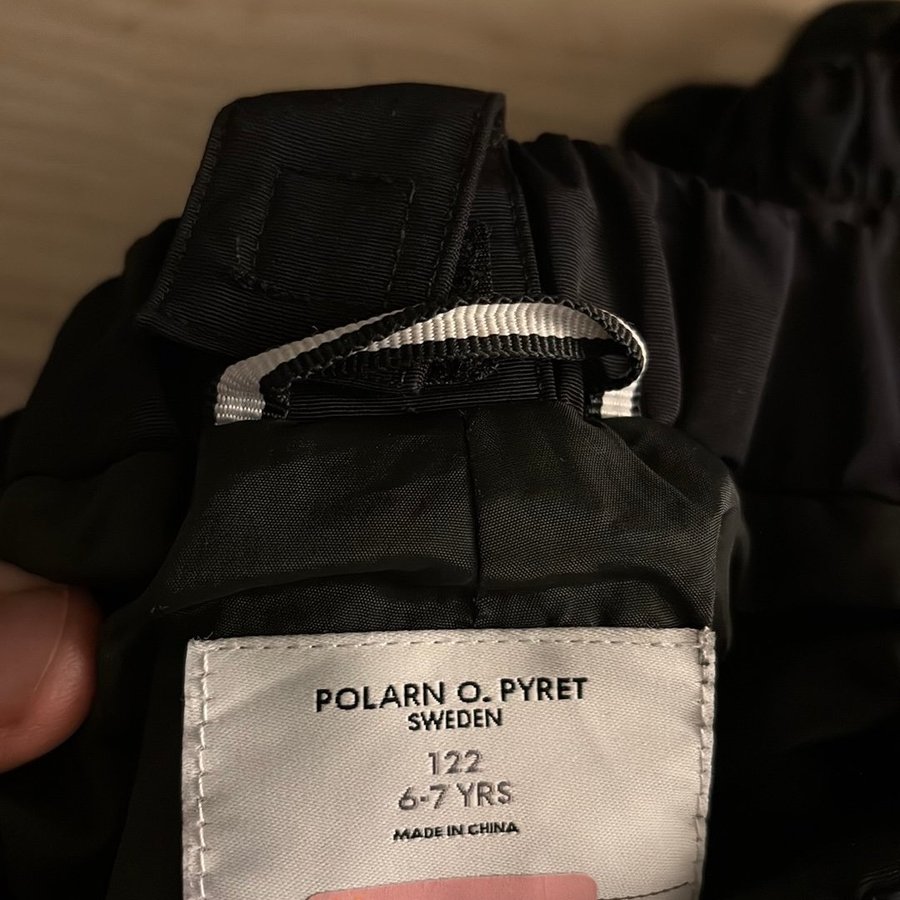 POLARN O. PYRET
SWEDEN
122
6-7 YRS
MADE IN CHINA